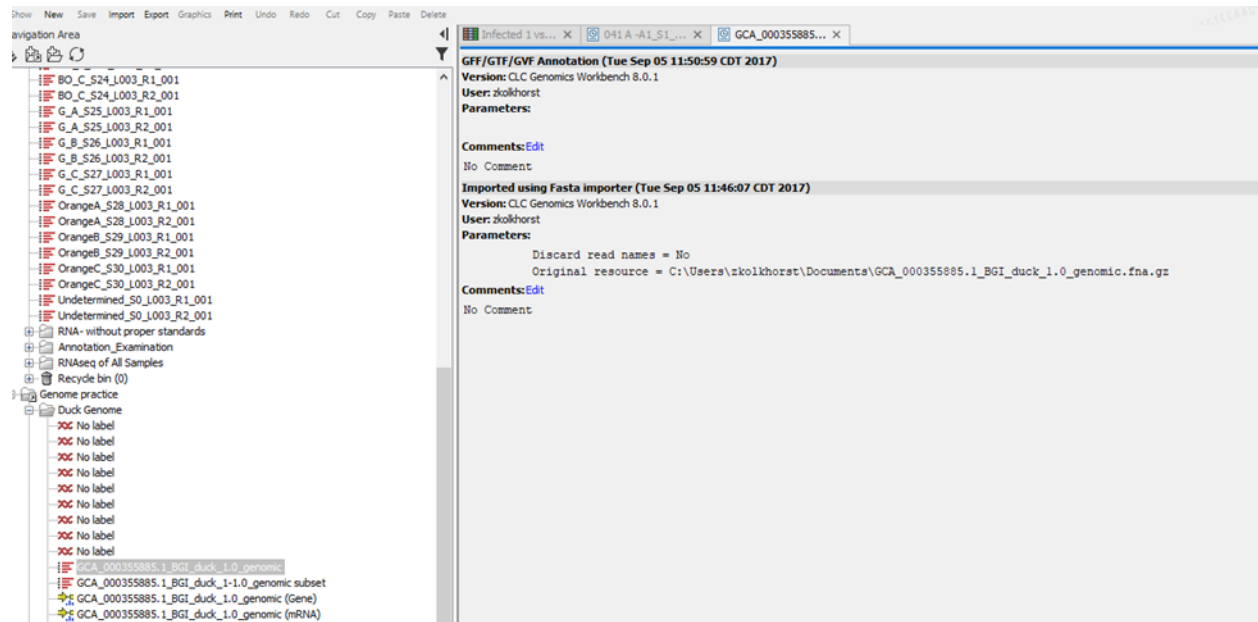 Show New Save Import Export Graphics Print Undo Redo Cut Copy Paste Delete
avigation Area
Infected 1 vs... 041 A -A1_S1_... GCA_000355885...
BO_C_S24_L003_R1_001
BO_C_S24_L003_R2_001
G_A_S25_L003_R1_001
G_A_S25_L003_R2_001
G_B_S26_L003_R1_001
G_B_S26_L003_R2_001
G_C_S27_L003_R1_001
G_C_S27_L003_R2_001
OrangeA_S28_L003_R1_001
OrangeA_S28_L003_R2_001
OrangeB_S29_L003_R1_001
OrangeB_S29_L003_R2_001
OrangeC_S30_L003_R1_001
OrangeC_S30_L003_R2_001
Undetermined_S0_L003_R1_001
Undetermined_S0_L003_R2_001
RNA- without proper standards
Annotation_Examination
RNAseq of All Samples
Recycle bin (0)
Genome practice
Duck Genome
No label
No label
No label
No label
No label
No label
No label
No label
No label
GCA_000355885.1_BGI_duck_1.0_genomic
GCA_000355885.1_BGI_duck_1-1.0_genomic subset
GCA_000355885.1_BGI_duck_1.0_genomic (Gene)
GCA_000355885.1_BGI_duck_1.0_genomic (mRNA)
GFF/GTF/GVF Annotation (Tue Sep 05 11:50:59 CDT 2017)
Version: CLC Genomics Workbench 8.0.1
User: zkolkhorst
Parameters:
Comments:Edit
No Comment
Imported using Fasta importer (Tue Sep 05 11:46:07 CDT 2017)
Version: CLC Genomics Workbench 8.0.1
User: zkolkhorst
Parameters:
Discard read names = No
Original resource = C:\Users\zkolkhorst\Documents\GCA_000355885.1_BGI_duck_1.0_genomic.fna.gz
Comments:Edit
No Comment